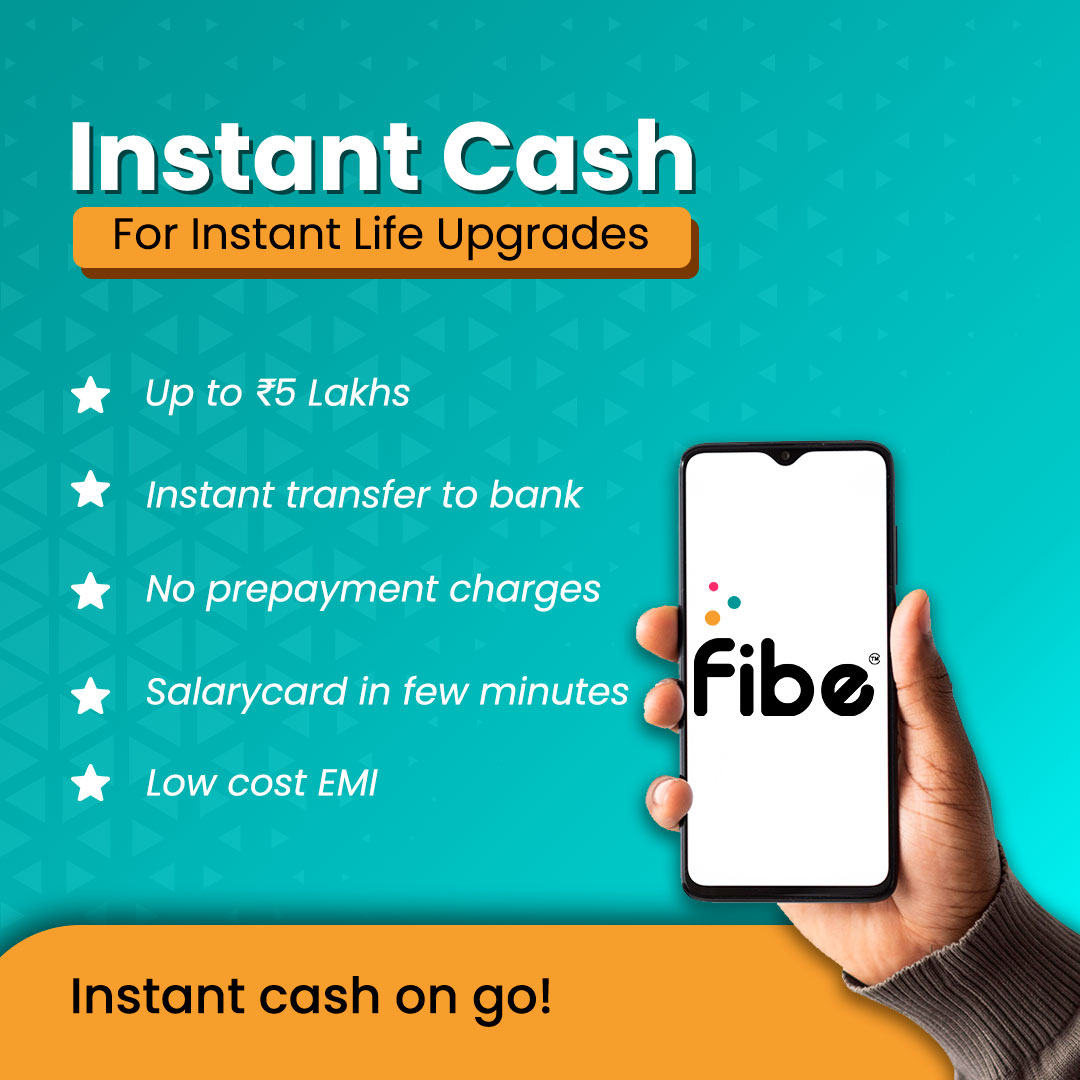 Instant Cash
For Instant Life Upgrades
Up to ₹5 Lakhs
Instant transfer to bank
No prepayment charges
Salarycard in few minutes
Low cost EMI
fibe™
Instant cash on go!